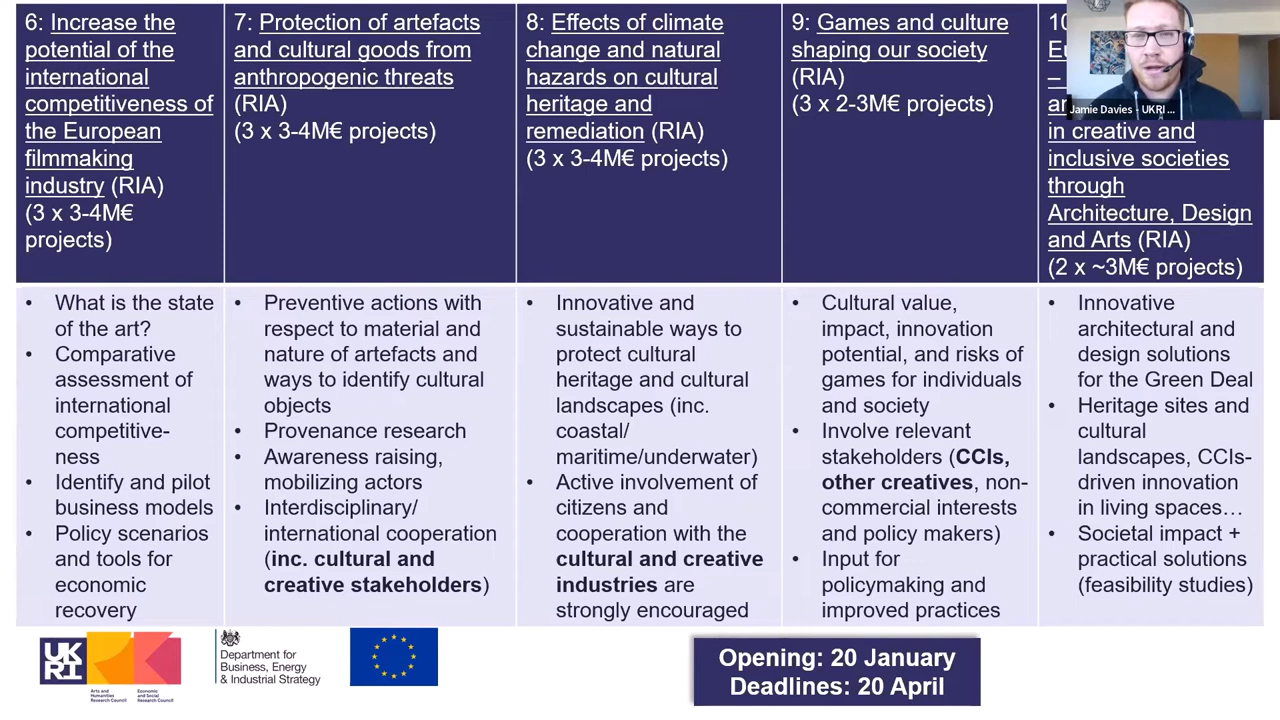 6: Increase the
potential of the
international
competitiveness of
the European
filmmaking
industry (RIA)
(3 x 3-4M€
projects)
7: Protection of artefacts
and cultural goods from
anthropogenic threats
(RIA)
(3 x 3-4M€ projects)
8: Effects of climate
change and natural
hazards on cultural
heritage and
remediation (RIA)
(3 x 3-4M€ projects)
9: Games and culture
shaping our society
(RIA)
(3 x 2-3M€ projects)
in creative and
inclusive societies
through
Architecture, Design
and Arts (RIA)
(2 x ~3M€ projects)
Jamie Davies - UKRI ...
• What is the state
of the art?
• Comparative
assessment of
international
competitive-
ness
• Identify and pilot
business models
• Policy scenarios
and tools for
economic
recovery
• Preventive actions with
respect to material and
nature of artefacts and
ways to identify cultural
objects
• Provenance research
• Awareness raising,
mobilizing actors
• Interdisciplinary/
international cooperation
(inc. cultural and
creative stakeholders)
• Innovative and
sustainable ways to
protect cultural
heritage and cultural
landscapes (inc.
coastal/
maritime/underwater)
• Active involvement of
citizens and
cooperation with the
cultural and creative
industries are
strongly encouraged
• Cultural value,
impact, innovation
potential, and risks of
games for individuals
and society
• Involve relevant
stakeholders (CCIs,
other creatives, non-
commercial interests
and policy makers)
• Input for
policymaking and
improved practices
• Innovative
architectural and
design solutions
for the Green Deal
• Heritage sites and
cultural
landscapes, CCIs-
driven innovation
in living spaces…
• Societal impact +
practical solutions
(feasibility studies)
UK
RI
Arts and
Humanities
Research Council
Economic
and Social
Research Council
Department for
Business, Energy
& Industrial Strategy
Opening: 20 January
Deadlines: 20 April